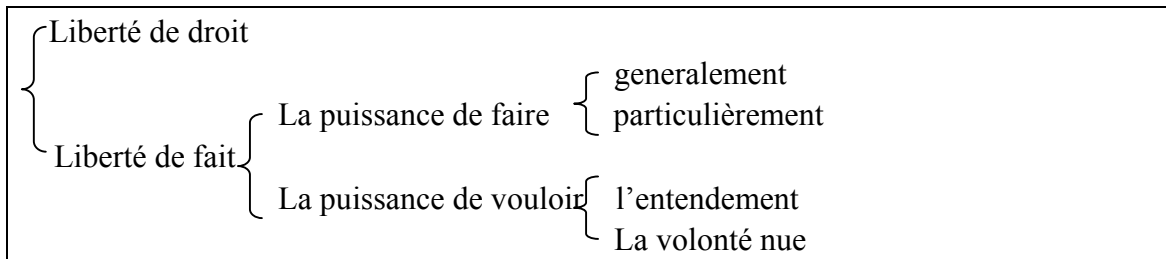 Liberté de droit
generalement
La puissance de faire
particulièrement
Liberté de fait
La puissance de vouloir
l’entendement
La volonté nue